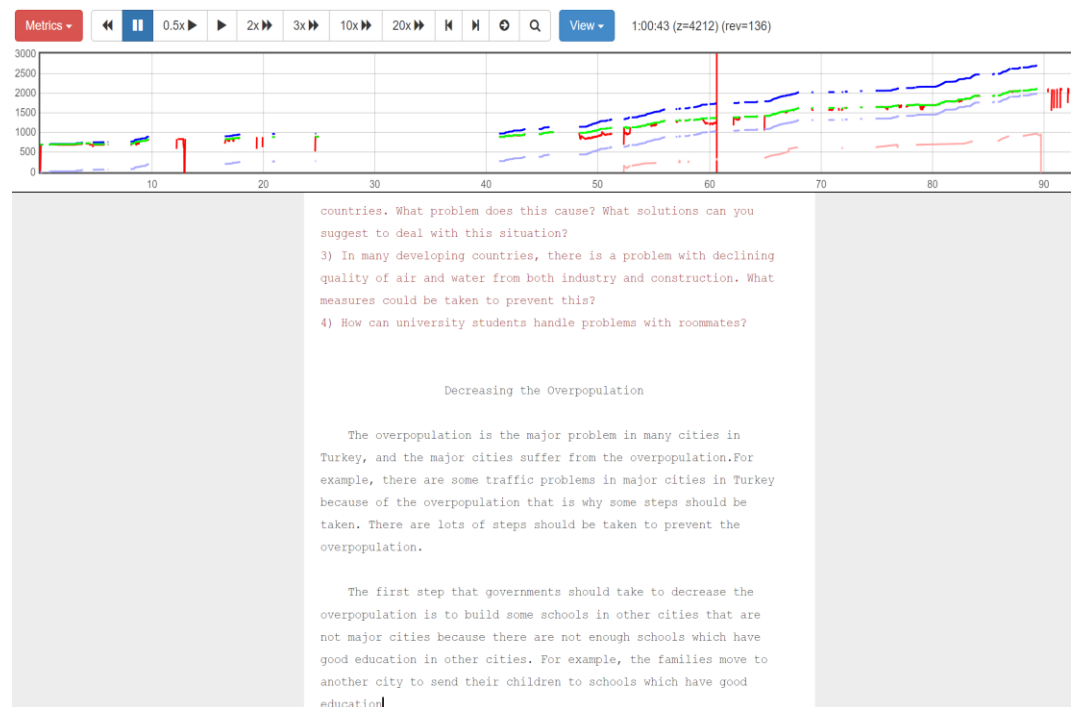 Metrics 0.5x 2x 3x 10x 20x View 1:00:43 (z=4212) (rev=136)
3000
2500
2000
1500
1000
500
0
10 20 30 40 50 60 70 80 90
countries. What problem does this cause? What solutions can you
suggest to deal with this situation?
3) In many developing countries, there is a problem with declining
quality of air and water from both industry and construction. What
measures could be taken to prevent this?
4) How can university students handle problems with roommates?
Decreasing the Overpopulation
The overpopulation is the major problem in many cities in
Turkey, and the major cities suffer from the overpopulation.For
example, there are some traffic problems in major cities in Turkey
because of the overpopulation that is why some steps should be
taken. There are lots of steps should be taken to prevent the
overpopulation.
The first step that governments should take to decrease the
overpopulation is to build some schools in other cities that are
not major cities because there are not enough schools which have
good education in other cities. For example, the families move to
another city to send their children to schools which have good
education